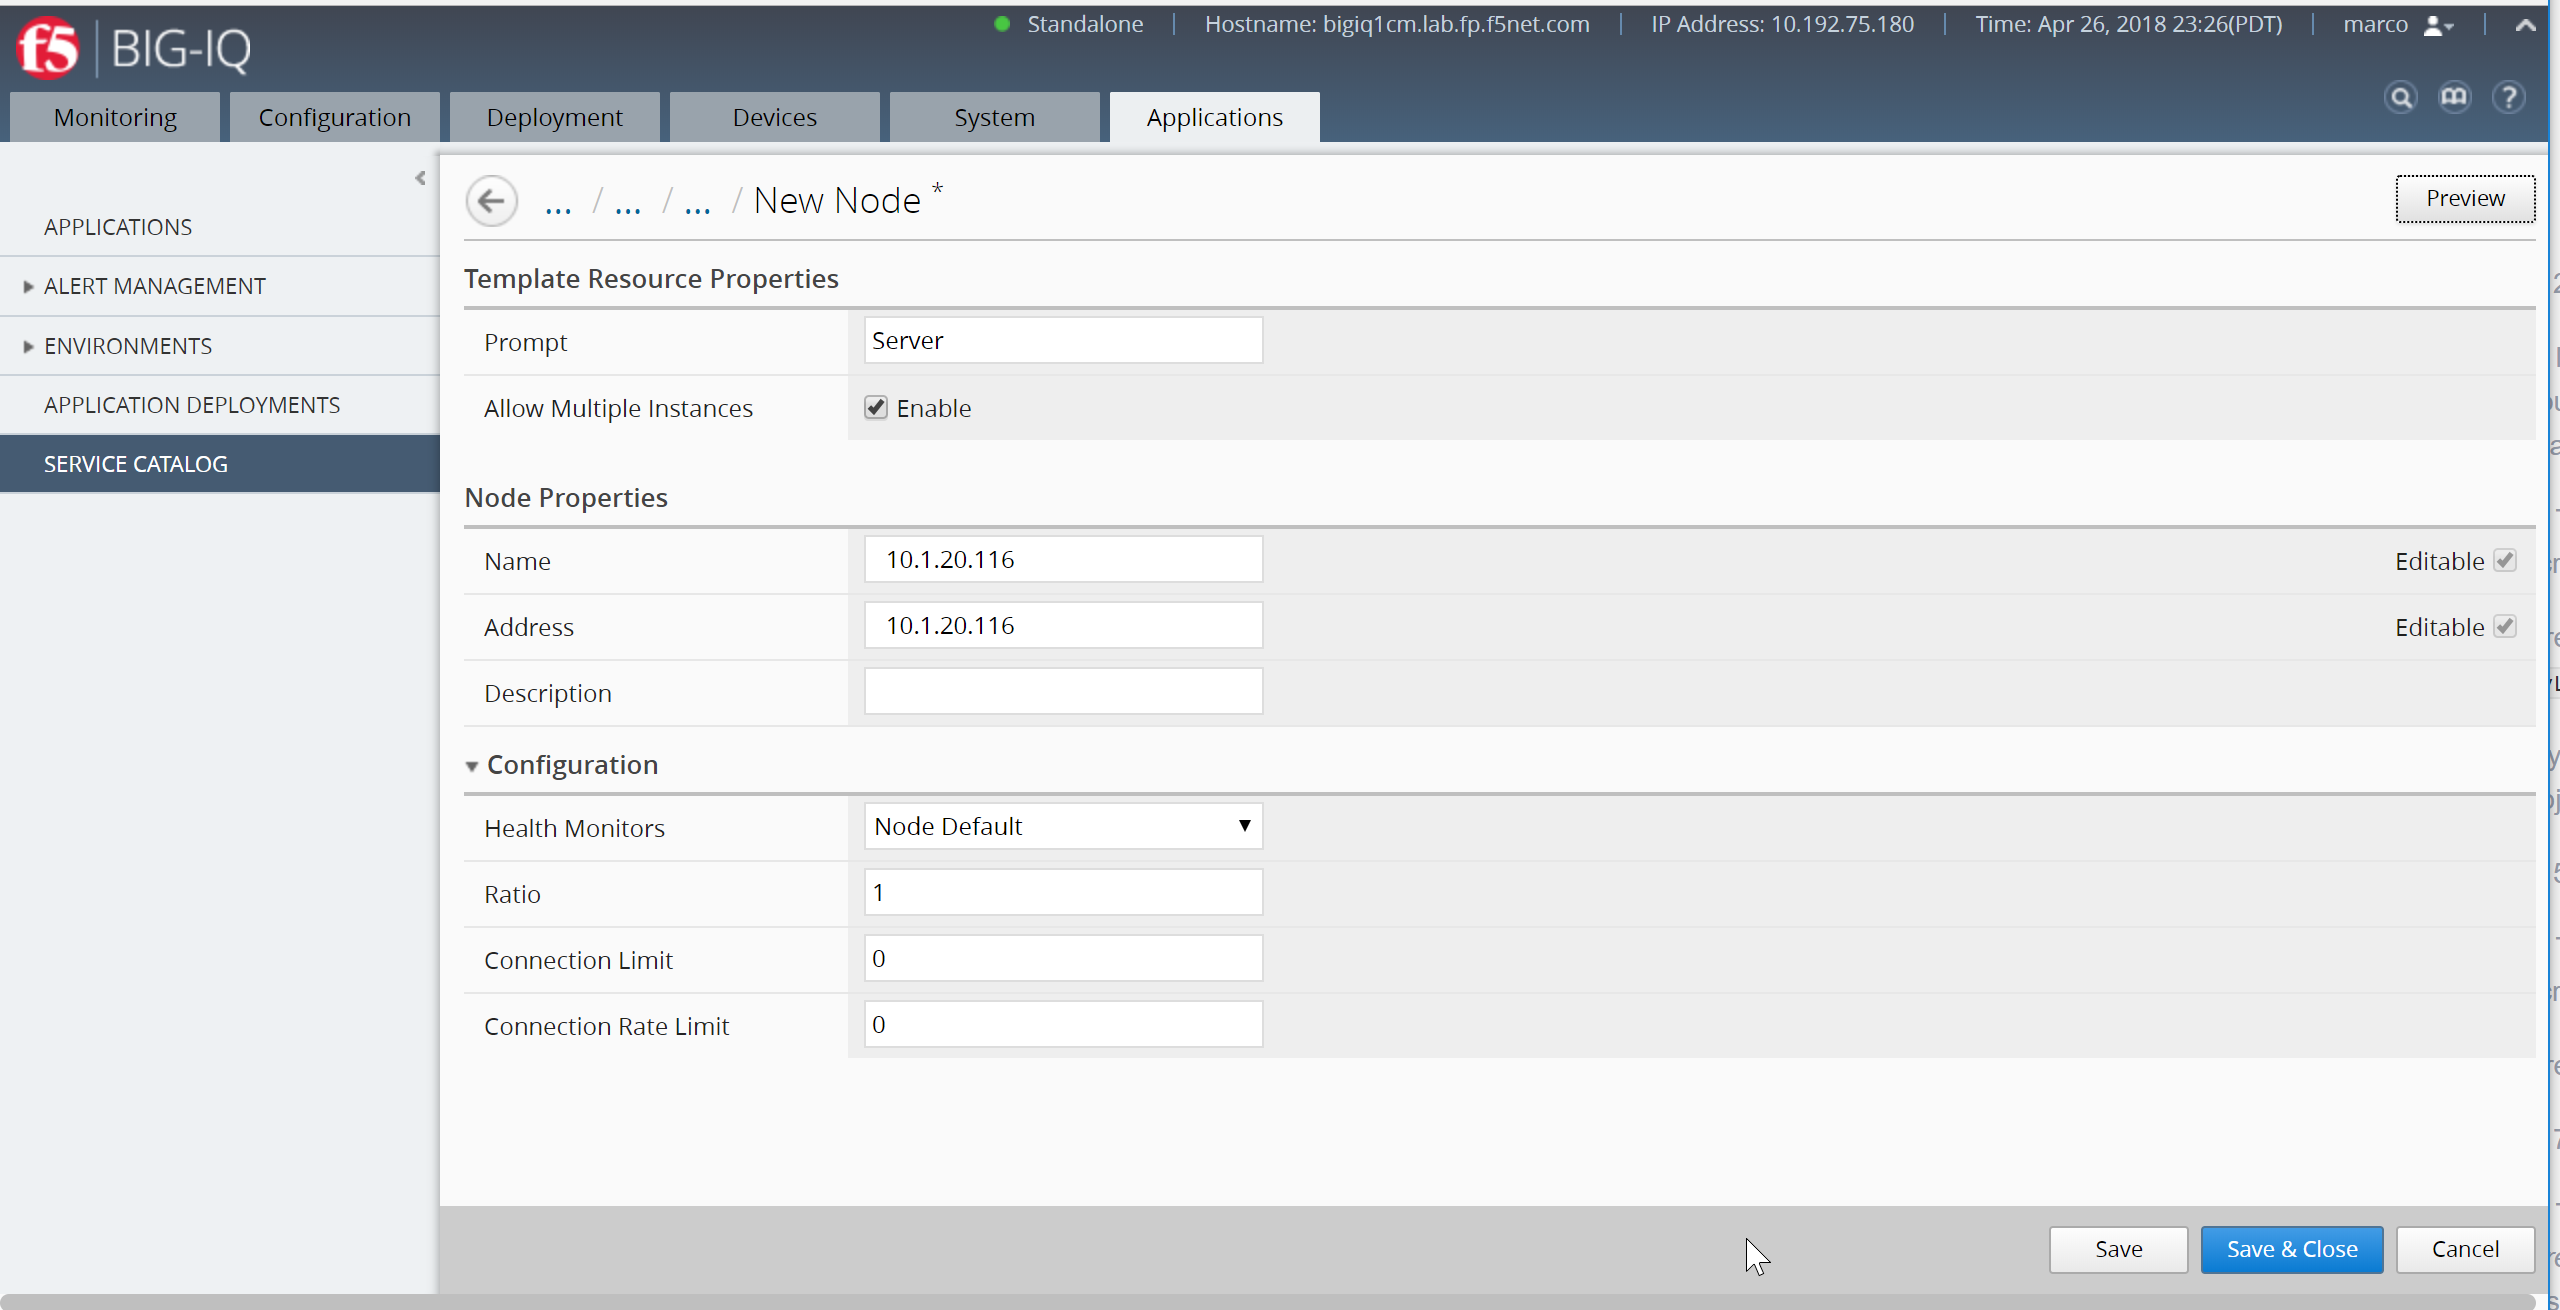 Standalone Hostname: bigiq1cm.lab.fp.f5net.com IP Address: 10.192.75.180 Time: Apr 26, 2018 23:26(PDT) marco
f5 BIG-IQ
Monitoring Configuration Deployment Devices System Applications
... / ... / ... / New Node * Preview
APPLICATIONS
ALERT MANAGEMENT
ENVIRONMENTS
APPLICATION DEPLOYMENTS
SERVICE CATALOG
Template Resource Properties
Prompt Server
Allow Multiple Instances Enable
Node Properties
Name 10.1.20.116 Editable
Address 10.1.20.116 Editable
Description
Configuration
Health Monitors Node Default
Ratio 1
Connection Limit 0
Connection Rate Limit 0
Save Save & Close Cancel